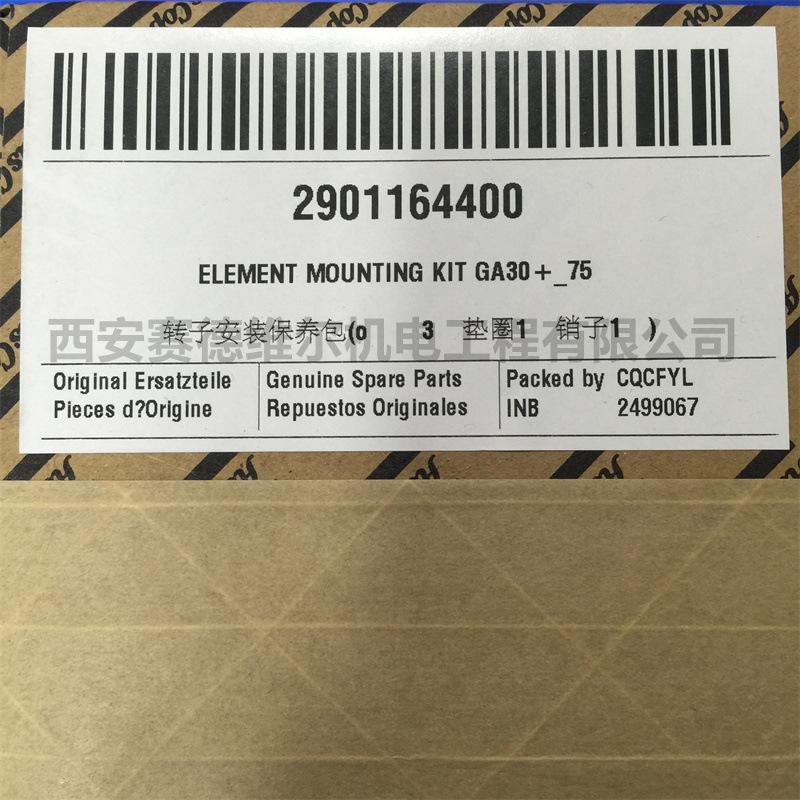 2901164400
ELEMENT MOUNTING KIT GA30+_75
转子安装保养包(o 3 垫圈1 销子1 )
西安赛德维尔机电工程有限公司
Original Ersatzteile
Pieces d?Origine
Genuine Spare Parts
Repuestos Originales
Packed by CQCFYL
INB 2499067